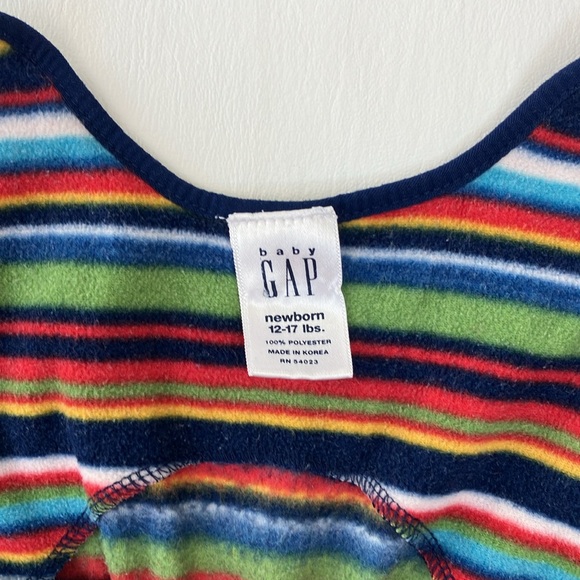 baby
GAP
newborn
12-17 lbs.
100% POLYESTER
MADE IN KOREA
RN 54023